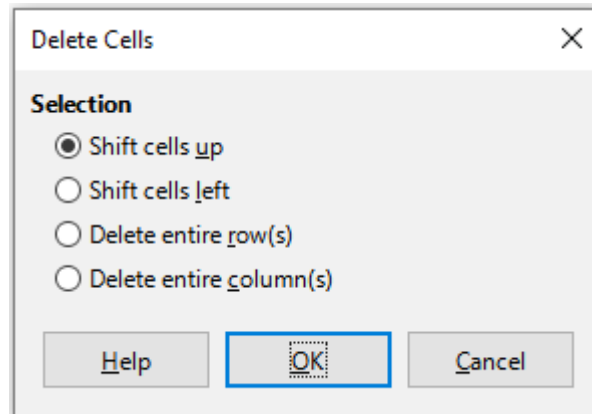 Delete Cells
Selection
Shift cells up
Shift cells left
Delete entire row(s)
Delete entire column(s)
Help OK Cancel